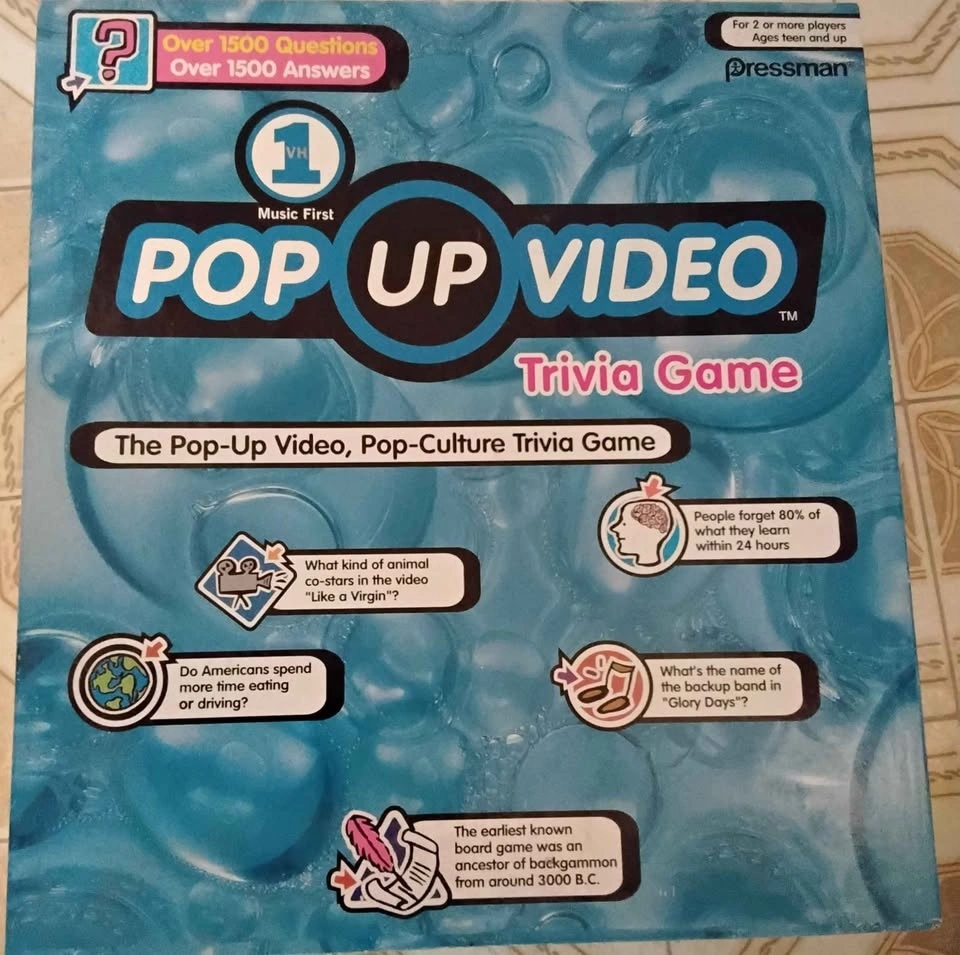 ?
Over 1500 Questions
Over 1500 Answers
For 2 or more players
Ages teen and up
Pressman
VH1
Music First
POP UP VIDEO
TM
Trivia Game
The Pop-Up Video, Pop-Culture Trivia Game
People forget 80% of
what they learn
within 24 hours
What kind of animal
co-stars in the video
"Like a Virgin"?
Do Americans spend
more time eating
or driving?
What's the name of
the backup band in
"Glory Days"?
The earliest known
board game was an
ancestor of backgammon
from around 3000 B.C.